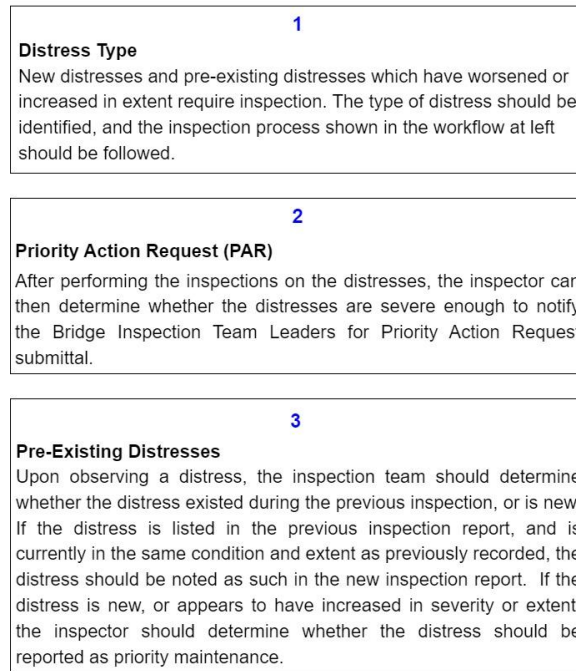 1
Distress Type
New distresses and pre-existing distresses which have worsened or
increased in extent require inspection. The type of distress should be
identified, and the inspection process shown in the workflow at left
should be followed.
2
Priority Action Request (PAR)
After performing the inspections on the distresses, the inspector can
then determine whether the distresses are severe enough to notify
the Bridge Inspection Team Leaders for Priority Action Request
submittal.
3
Pre-Existing Distresses
Upon observing a distress, the inspection team should determine
whether the distress existed during the previous inspection, or is new
If the distress is listed in the previous inspection report, and is
currently in the same condition and extent as previously recorded, the
distress should be noted as such in the new inspection report. If the
distress is new, or appears to have increased in severity or extent
the inspector should determine whether the distress should be
reported as priority maintenance.